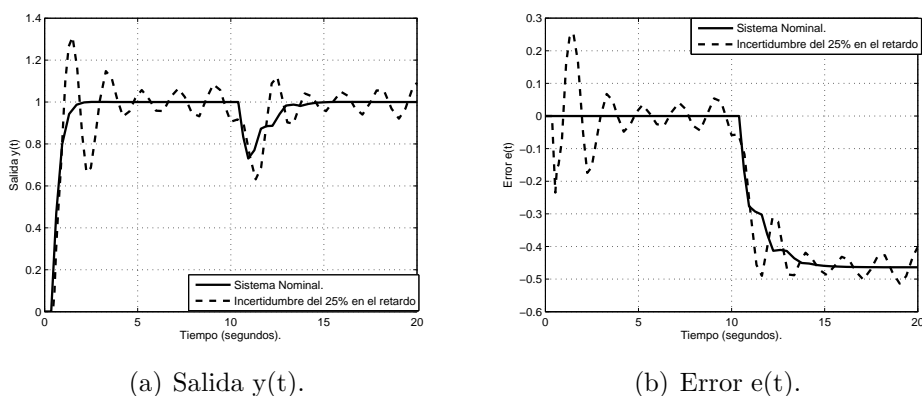 1.4
1.2
1
0.8
0.6
0.4
0.2
0
0
5
10
15
20
Salida y(t)
Tiempo (segundos).
Sistema Nominal.
Incertidumbre del 25% en el retardo
(a) Salida y(t).
0.3
0.2
0.1
0
−0.1
−0.2
−0.3
−0.4
−0.5
−0.6
0
5
10
15
20
Error e(t)
Tiempo (segundos).
Sistema Nominal.
Incertidumbre del 25% en el retardo
(b) Error e(t).